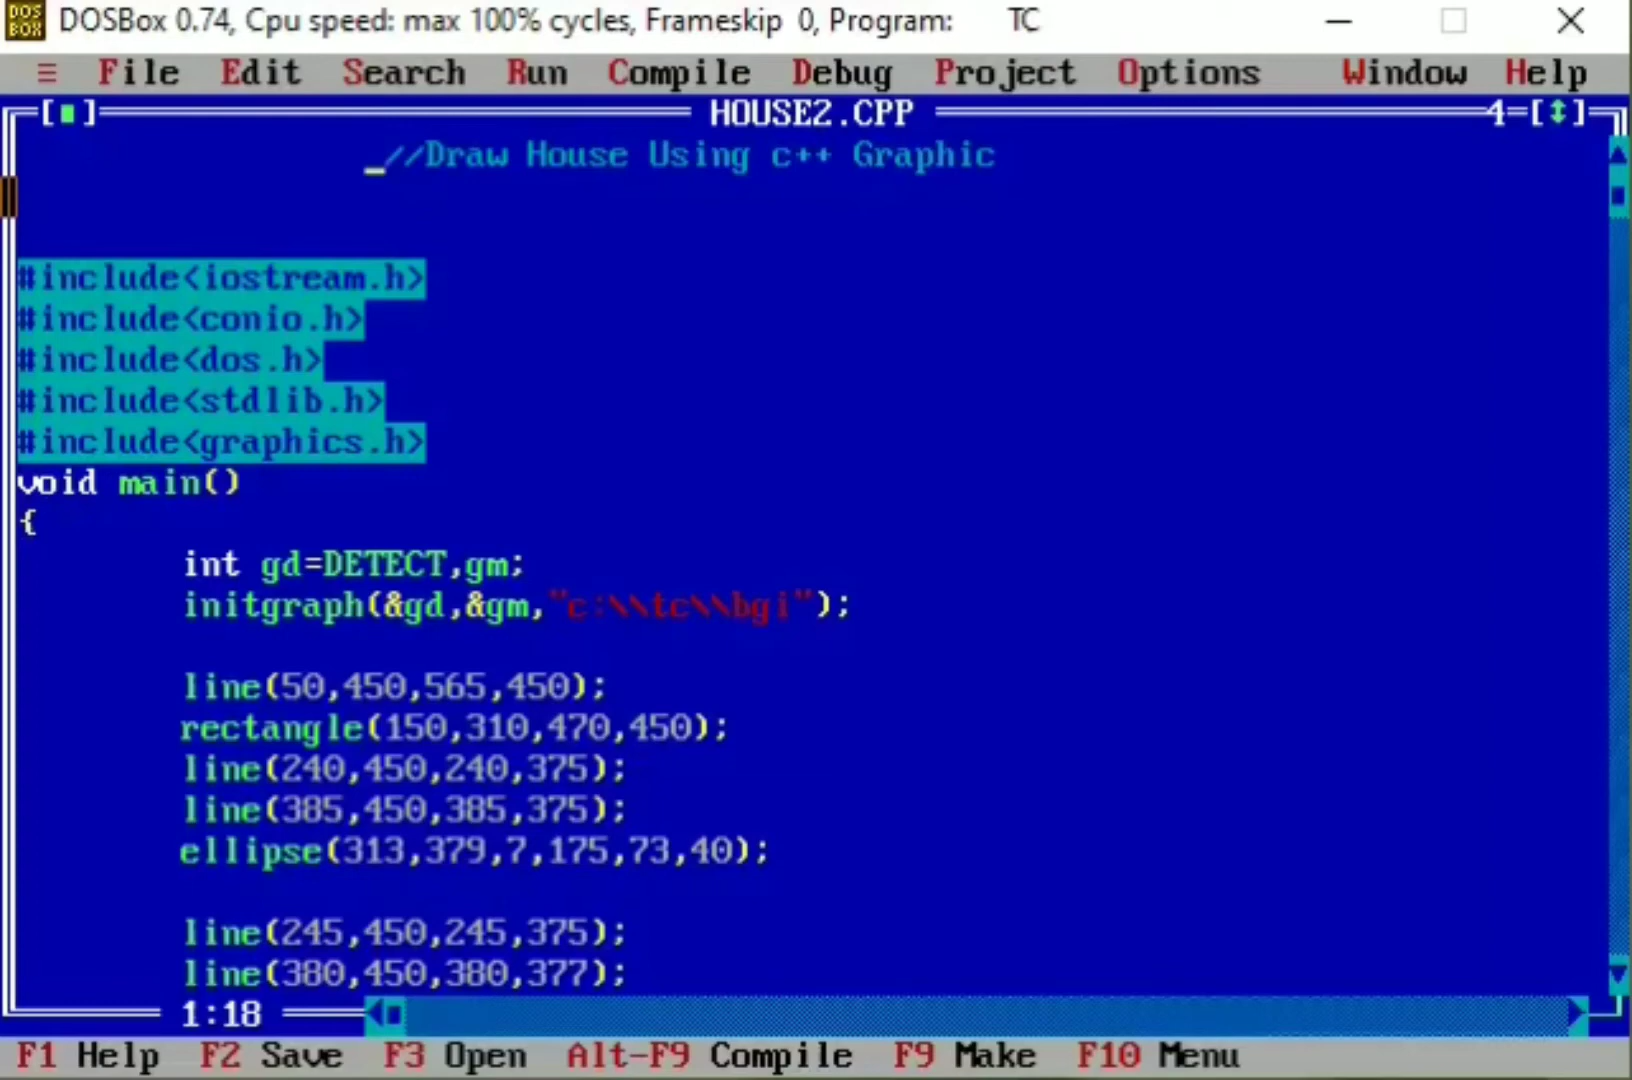 DOS BOX DOSBox 0.74, Cpu speed: max 100% cycles, Frameskip 0, Program: TC
≡ File Edit Search Run Compile Debug Project Options Window Help
[■] HOUSE2.CPP 4=[↕]
//Draw House Using c++ Graphic
#include<iostream.h>
#include<conio.h>
#include<dos.h>
#include<stdlib.h>
#include<graphics.h>
void main()
{
int gd=DETECT,gm;
initgraph(&gd,&gm,"c:\\tc\\bgi");
line(50,450,565,450);
rectangle(150,310,470,450);
line(240,450,240,375);
line(385,450,385,375);
ellipse(313,379,7,175,73,40);
line(245,450,245,375);
line(380,450,380,377);
1:18
F1 Help F2 Save F3 Open Alt-F9 Compile F9 Make F10 Menu